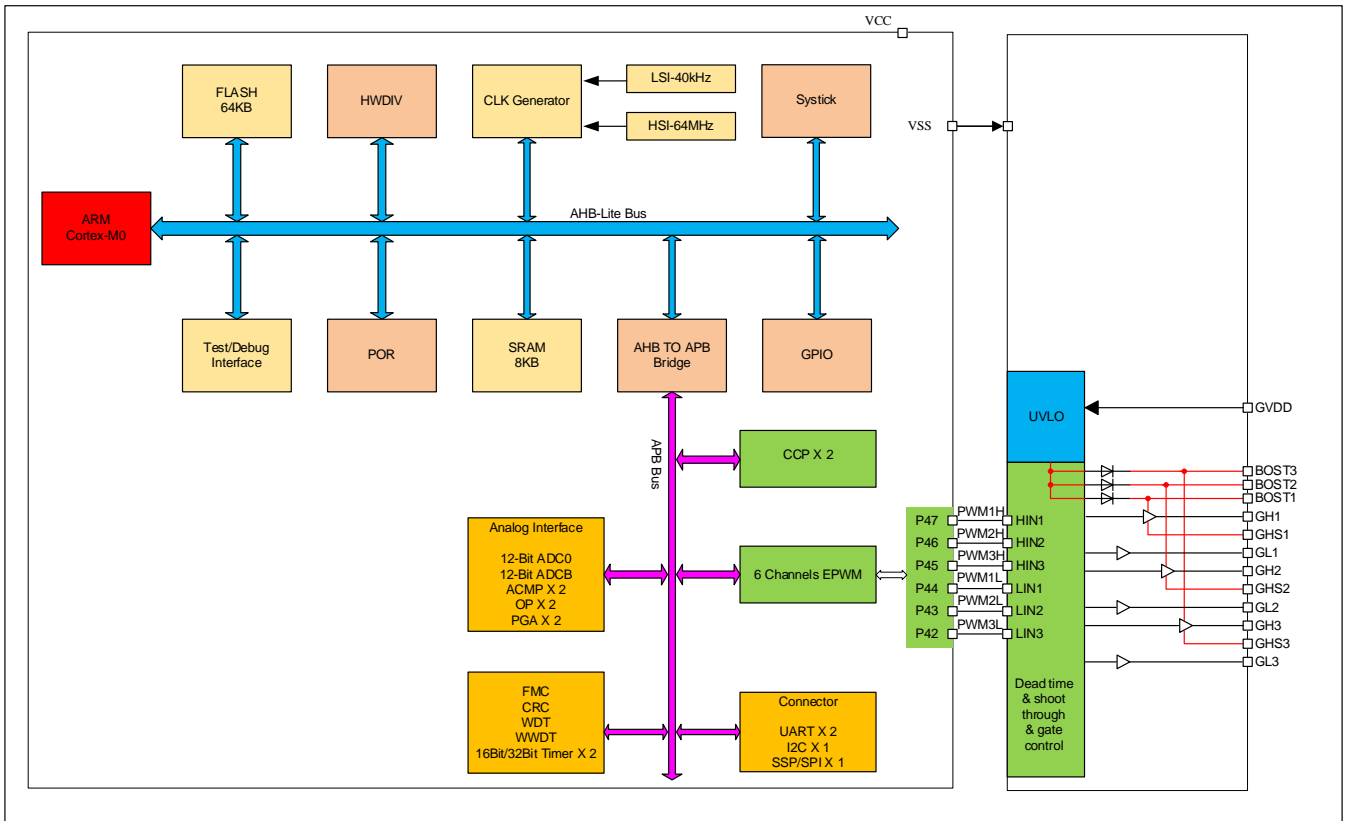 VCC
FLASH
64KB
HWDIV
CLK Generator
LSI-40kHz
HSI-64MHz
Systick
VSS
ARM
Cortex-M0
AHB-Lite Bus
Test/Debug
Interface
POR
SRAM
8KB
AHB TO APB
Bridge
GPIO
UVLO
GVDD
APB Bus
CCP X 2
BOST3
BOST2
BOST1
Analog Interface
12-Bit ADC0
12-Bit ADCB
ACMP X 2
OP X 2
PGA X 2
6 Channels EPWM
P47
PWM1H
HIN1
P46
PWM2H
HIN2
P45
PWM3H
HIN3
P44
PWM1L
LIN1
P43
PWM2L
LIN2
P42
PWM3L
LIN3
GH1
GHS1
GL1
GH2
GHS2
GL2
GH3
GHS3
GL3
Dead time
& shoot
through
& gate
control
FMC
CRC
WDT
WWDT
16Bit/32Bit Timer X 2
Connector
UART X 2
I2C X 1
SSP/SPI X 1